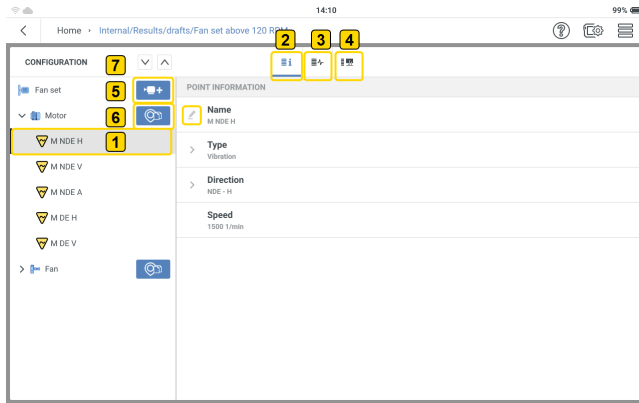 14:10
99%
Home › Internal/Results/drafts/Fan set above 120 RPM
2
3
4
CONFIGURATION
7
Fan set
5
POINT INFORMATION
Motor
6
Name
M NDE H
M NDE H
1
Type
Vibration
M NDE V
Direction
NDE - H
M NDE A
Speed
1500 1/min
M DE H
M DE V
Fan